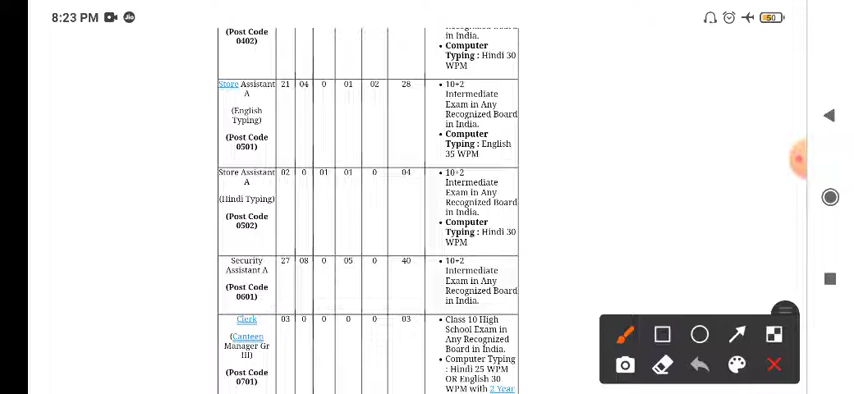 8:23 PM
50
Recognized Board
in India.
(Post Code
0402)
• Computer
Typing : Hindi 30
WPM
Store Assistant
A
(English
Typing)
(Post Code
0501)
21 04 0 01 02 28
• 10+2
Intermediate
Exam in Any
Recognized Board
in India.
• Computer
Typing : English
35 WPM
Store Assistant
A
(Hindi Typing)
(Post Code
0502)
02 0 01 01 0 04
• 10+2
Intermediate
Exam in Any
Recognized Board
in India.
• Computer
Typing : Hindi 30
WPM
Security
Assistant A
(Post Code
0601)
27 08 0 05 0 40
• 10+2
Intermediate
Exam in Any
Recognized Board
in India.
Clerk
(Canteen
Manager Gr
III)
(Post Code
0701)
03 0 0 0 0 03
• Class 10 High
School Exam in
Any Recognized
Board in India.
• Computer Typing
: Hindi 25 WPM
OR English 30
WPM with 2 Year